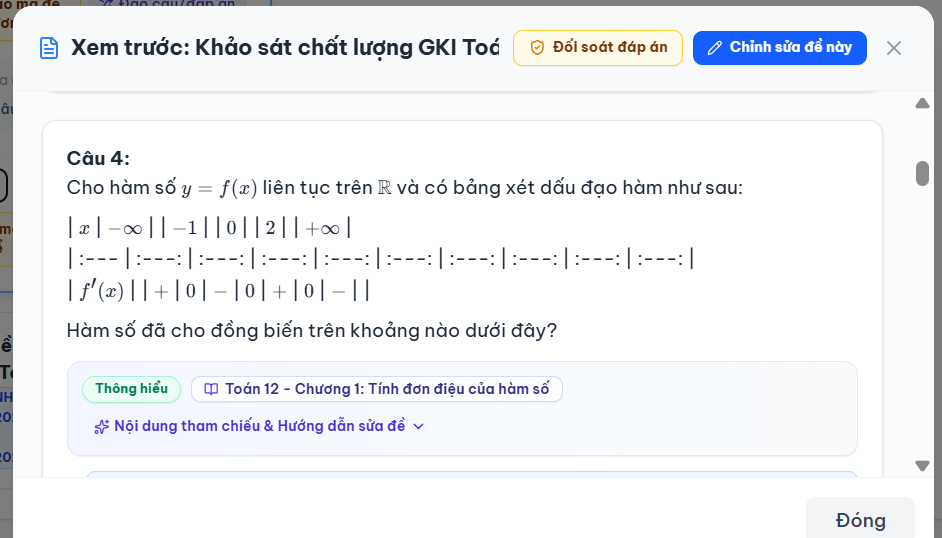 Xem trước: Khảo sát chất lượng GKI Toá
Đối soát đáp án
Chỉnh sửa đề này
Câu 4:
Cho hàm số y = f(x) liên tục trên ℝ và có bảng xét dấu đạo hàm như sau:
| x | −∞ | | −1 | | 0 | | 2 | | +∞ |
| :--- | :---: | :---: | :---: | :---: | :---: | :---: | :---: | :---: | :---: |
| f′(x) | | + | 0 | − | 0 | + | 0 | − | |
Hàm số đã cho đồng biến trên khoảng nào dưới đây?
Thông hiểu
Toán 12 - Chương 1: Tính đơn điệu của hàm số
Nội dung tham chiếu & Hướng dẫn sửa đề
Đóng